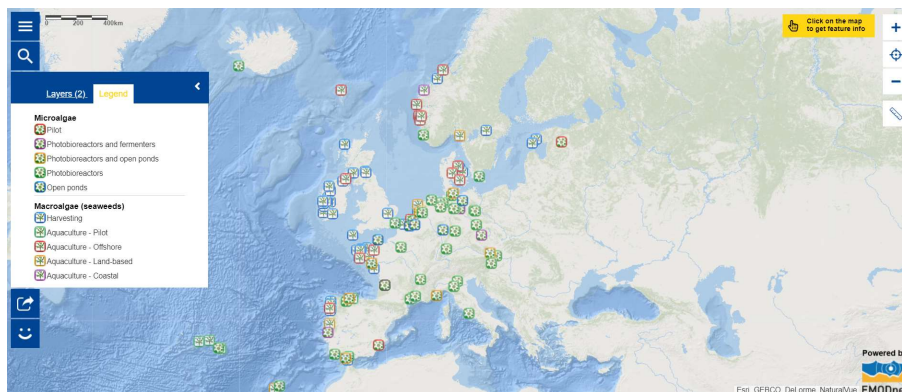 0 200 400km
Click on the map
to get feature info
Layers (2) Legend
Microalgae
Pilot
Photobioreactors and fermenters
Photobioreactors and open ponds
Photobioreactors
Open ponds
Macroalgae (seaweeds)
Harvesting
Aquaculture - Pilot
Aquaculture - Offshore
Aquaculture - Land-based
Aquaculture - Coastal
Powered b
Esri, GEBCO, DeLorme, NaturalVue
EMODne